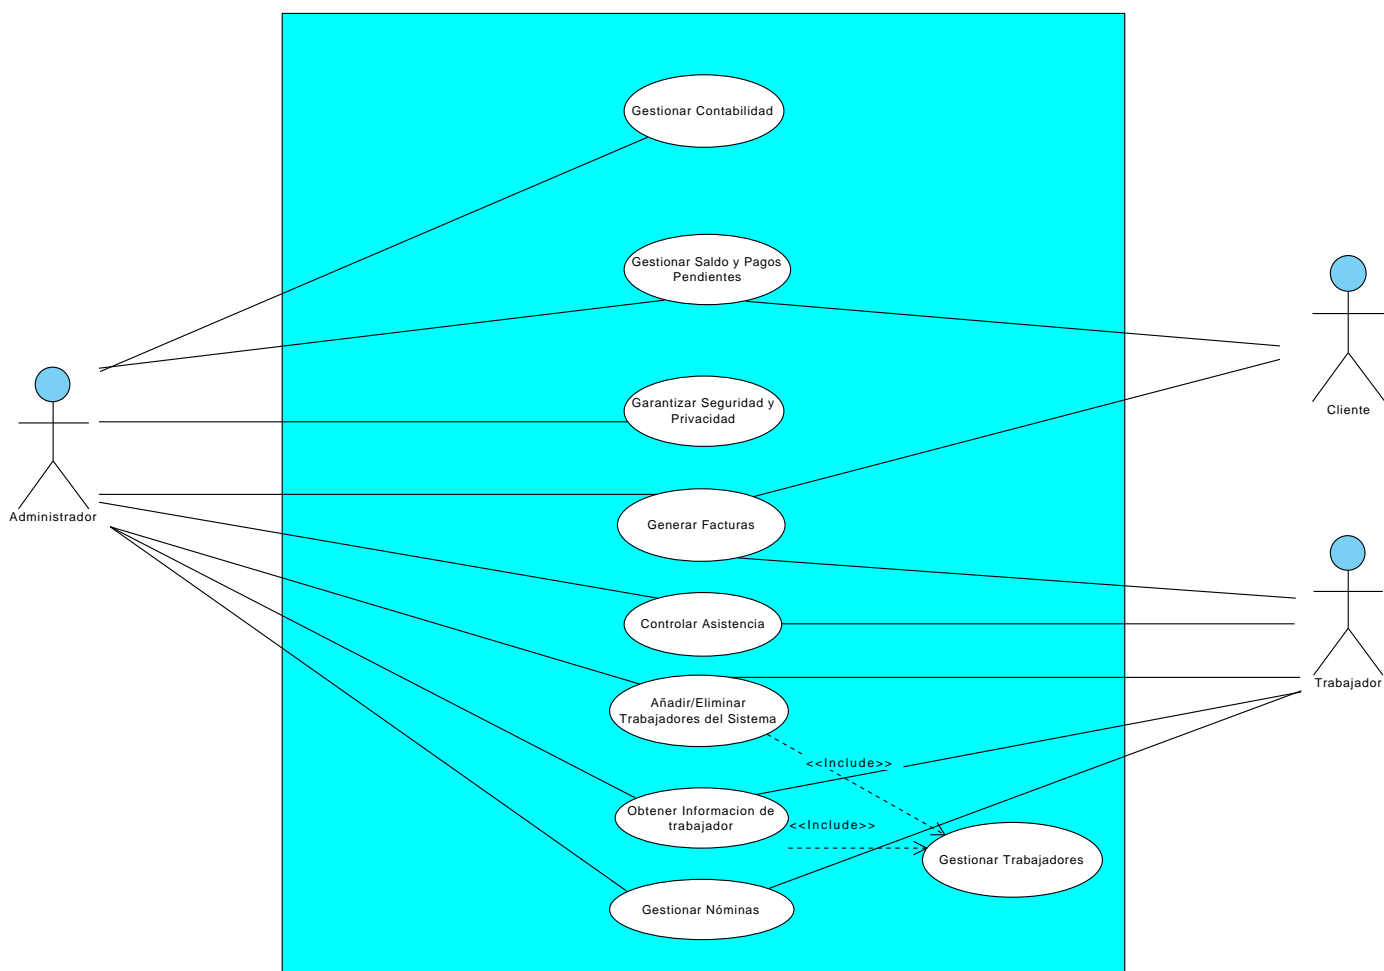 Gestionar Contabilidad
Gestionar Saldo y Pagos
Pendientes
Cliente
Garantizar Seguridad y
Privacidad
Administrador
Generar Facturas
Controlar Asistencia
Trabajador
Añadir/Eliminar
Trabajadores del Sistema
<<Include>>
Obtener Informacion de
trabajador
<<Include>>
Gestionar Trabajadores
Gestionar Nóminas